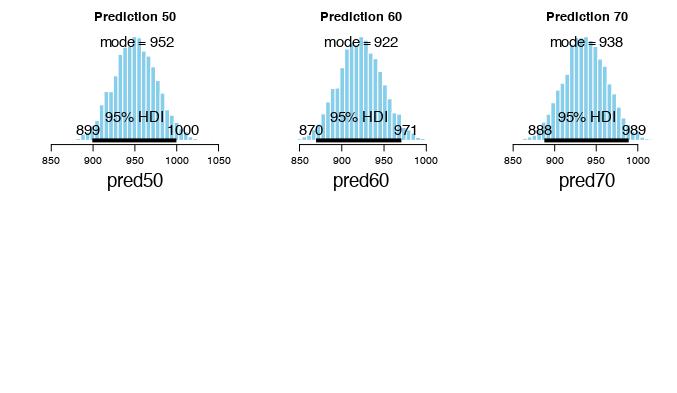 Prediction 50
mode = 952
95% HDI
899 1000
850 900 950 1000 1050
pred50
Prediction 60
mode = 922
95% HDI
870 971
850 900 950 1000
pred60
Prediction 70
mode = 938
95% HDI
888 989
850 900 950 1000
pred70